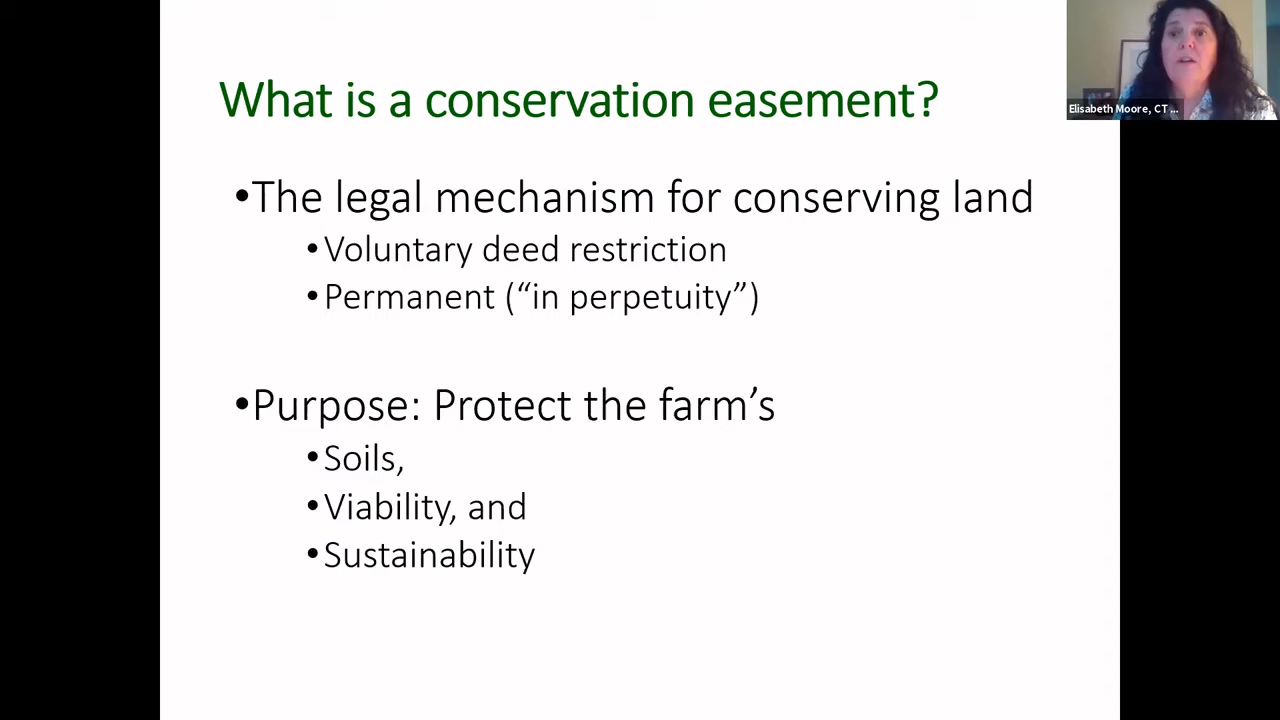 What is a conservation easement?
•The legal mechanism for conserving land
•Voluntary deed restriction
•Permanent (“in perpetuity”)
•Purpose: Protect the farm’s
•Soils,
•Viability, and
•Sustainability
Elisabeth Moore, CT ...